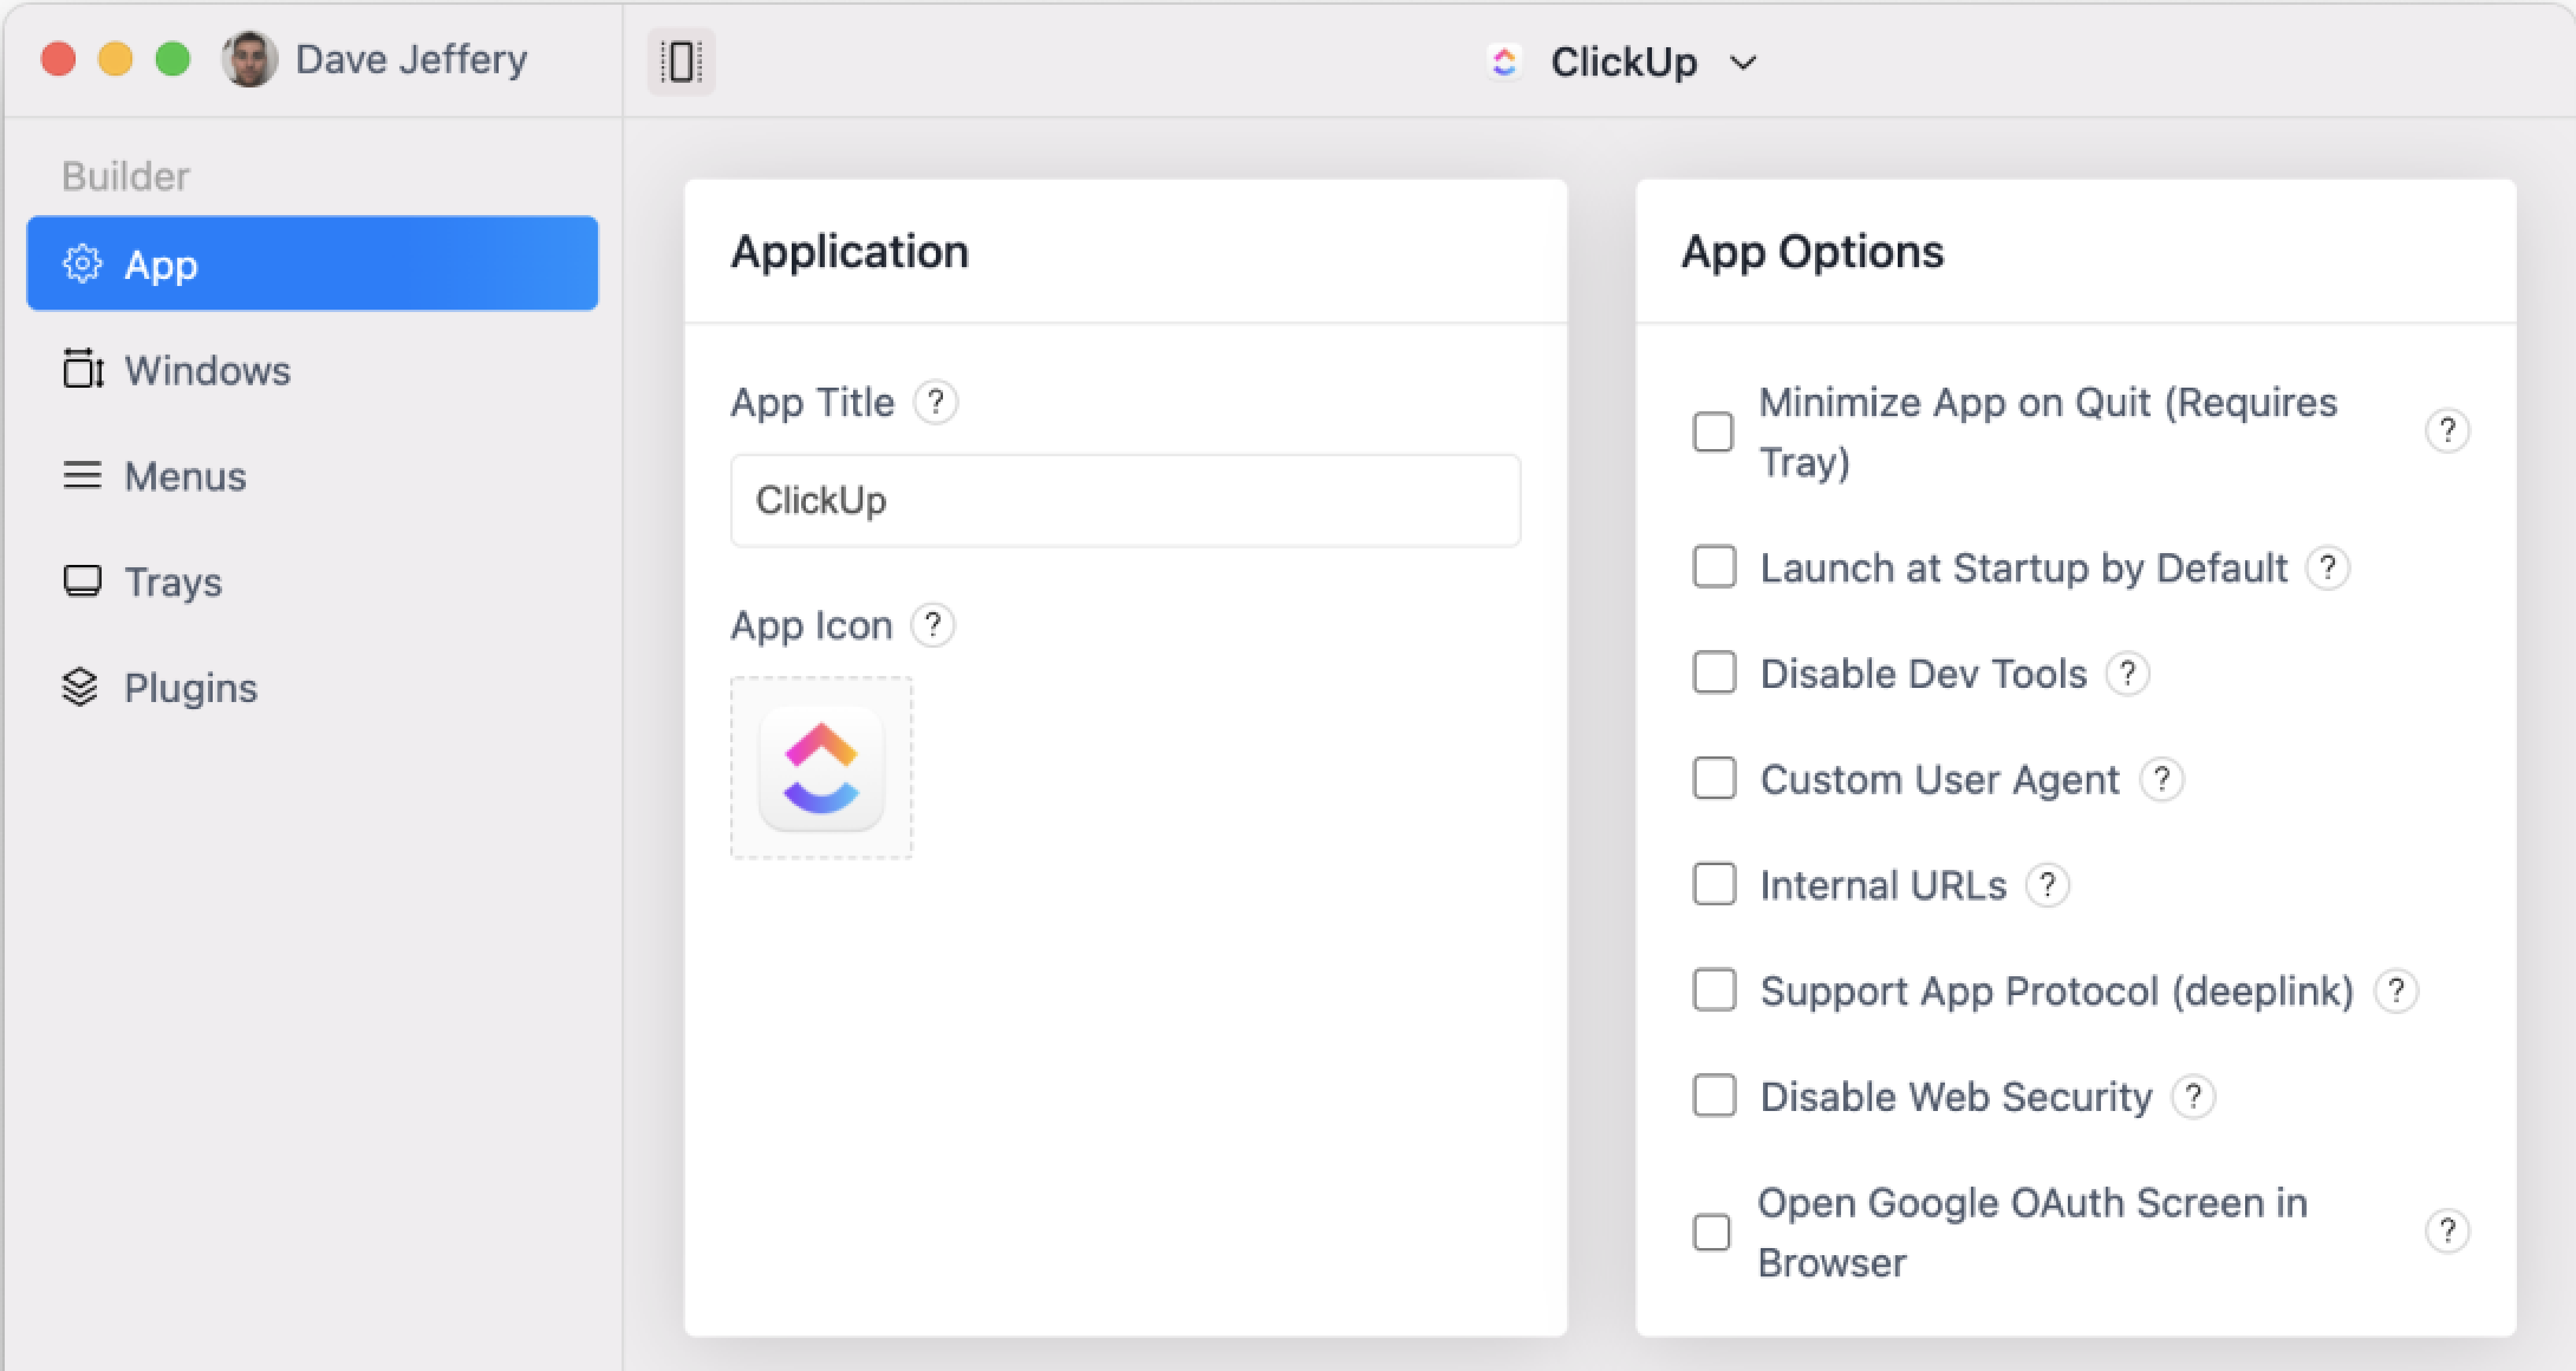 Dave Jeffery
ClickUp
Builder
App
Windows
Menus
Trays
Plugins
Application
App Title ?
ClickUp
App Icon ?
App Options
Minimize App on Quit (Requires
Tray) ?
Launch at Startup by Default ?
Disable Dev Tools ?
Custom User Agent ?
Internal URLs ?
Support App Protocol (deeplink) ?
Disable Web Security ?
Open Google OAuth Screen in
Browser ?